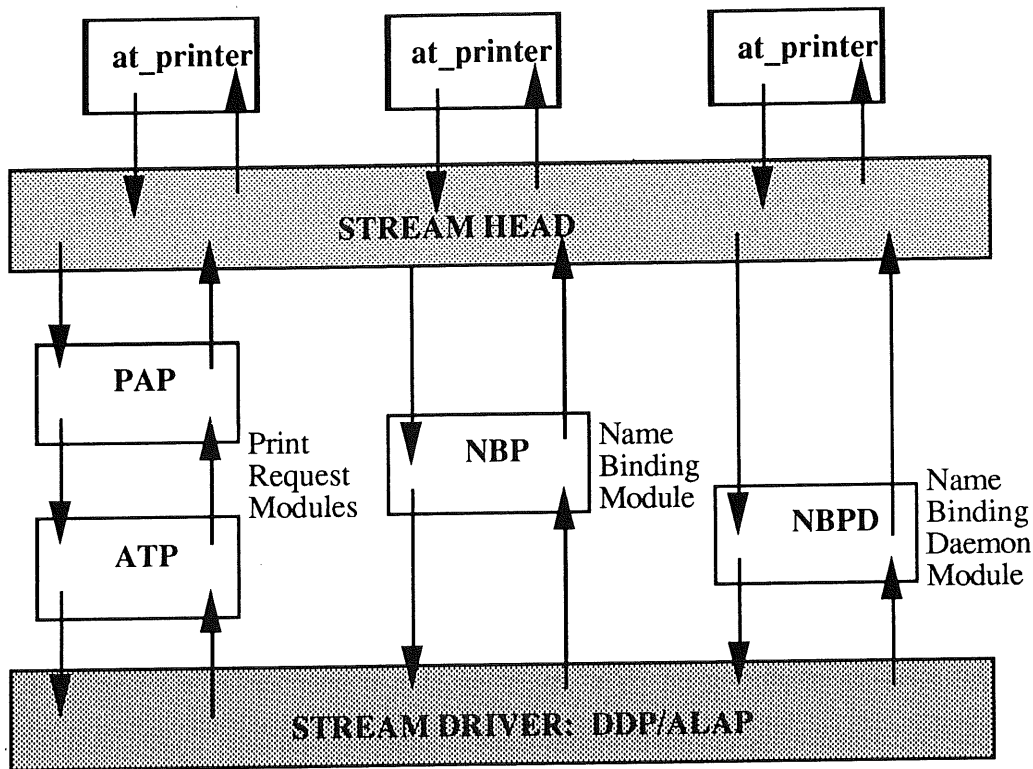 at_printer
at_printer
at_printer
STREAM HEAD
PAP
Print
Request
Modules
ATP
NBP
Name
Binding
Module
NBPD
Name
Binding
Daemon
Module
STREAM DRIVER: DDP/ALAP